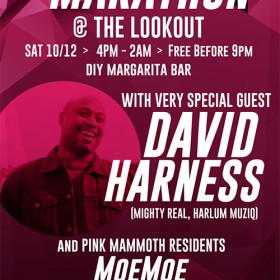 MARATHON
@ THE LOOKOUT
SAT 10/12 > 4PM - 2AM > FREE BEFORE 9PM
DIY MARGARITA BAR
WITH VERY SPECIAL GUEST
DAVID
HARNESS
(MIGHTY REAL, HARLUM MUZIQ)
AND PINK MAMMOTH RESIDENTS
MOEMOE